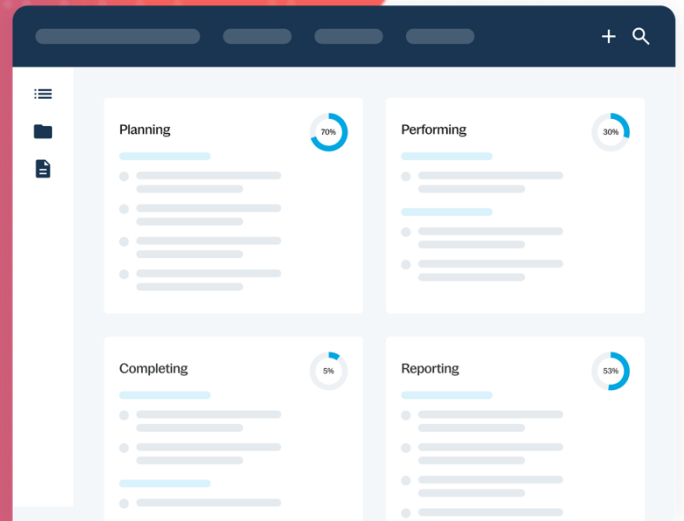 Planning
70%
Performing
30%
Completing
5%
Reporting
53%